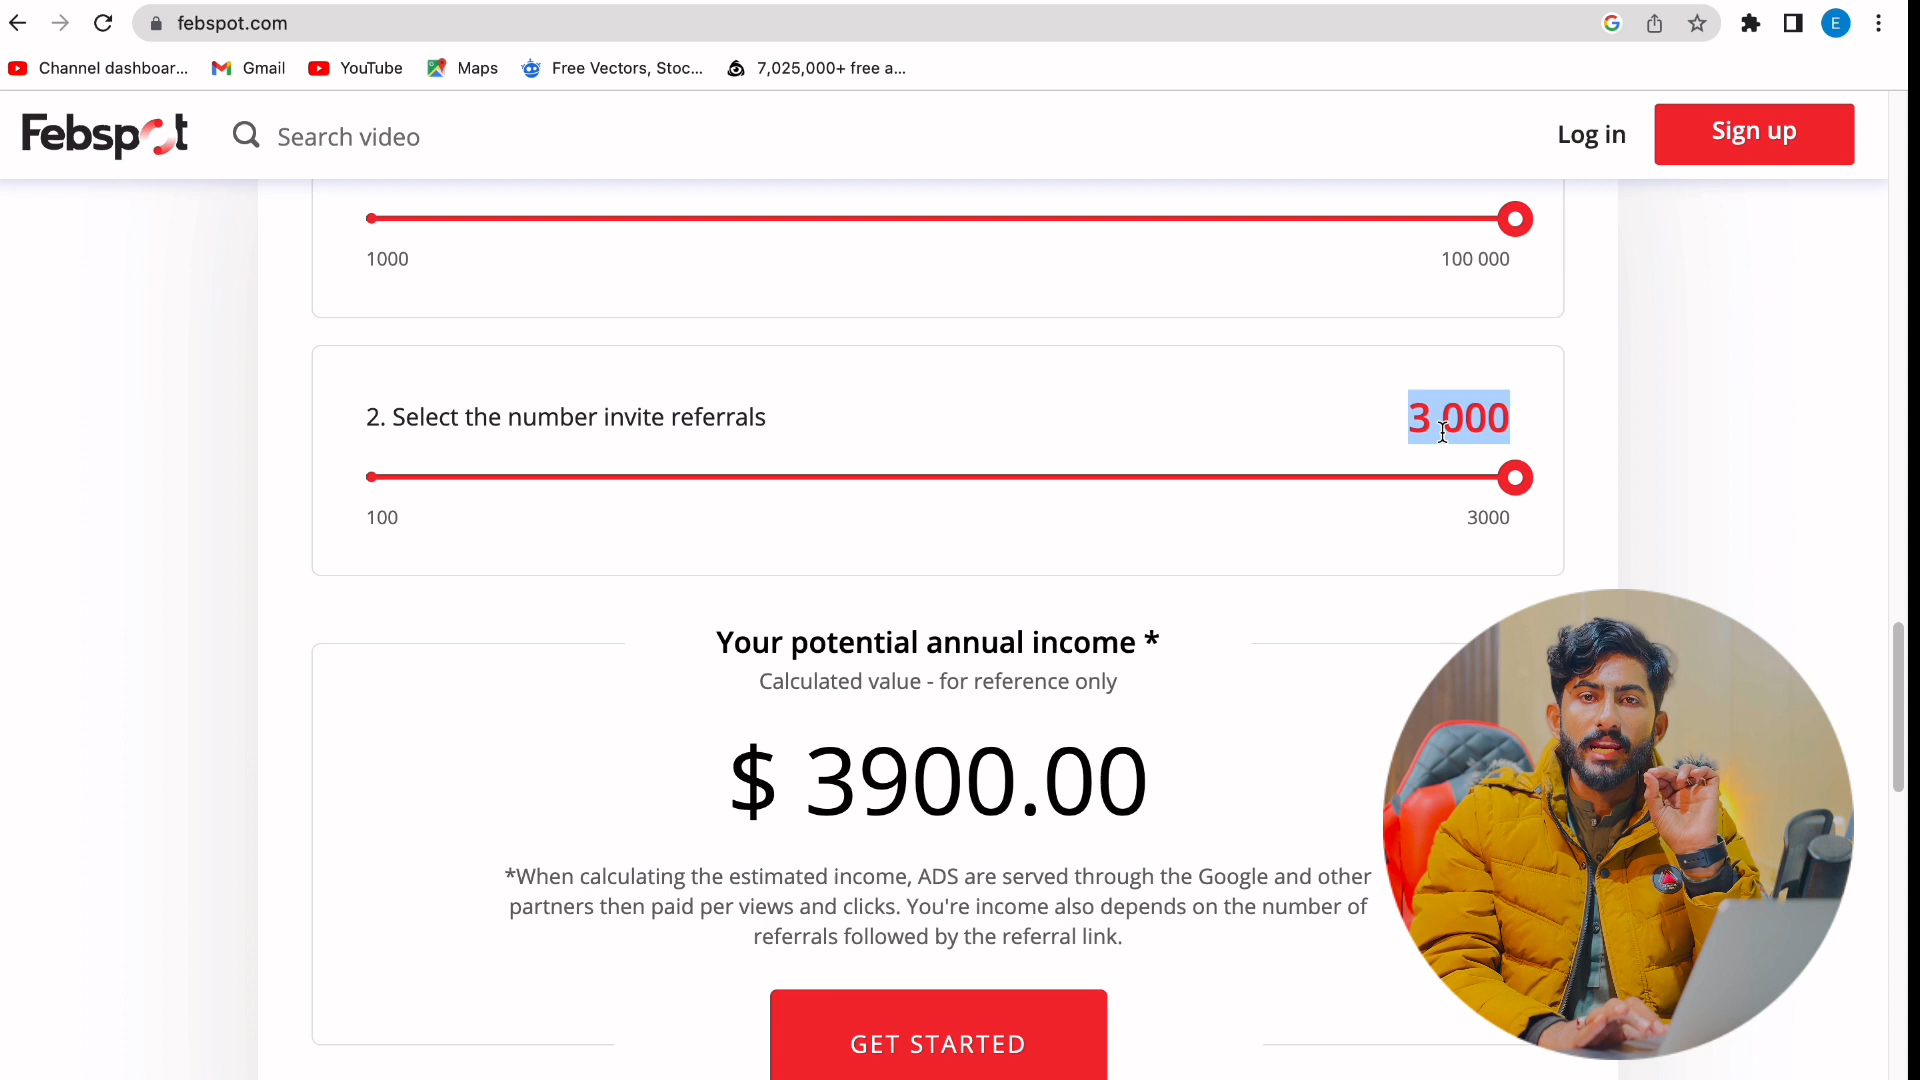 febspot.com
E
Channel dashboar...
Gmail
YouTube
Maps
Free Vectors, Stoc...
7,025,000+ free a...
Febspot
Search video
Log in
Sign up
1000
100 000
2. Select the number invite referrals
3 000
100
3000
Your potential annual income *
Calculated value - for reference only
$ 3900.00
*When calculating the estimated income, ADS are served through the Google and other
partners then paid per views and clicks. You're income also depends on the number of
referrals followed by the referral link.
GET STARTED